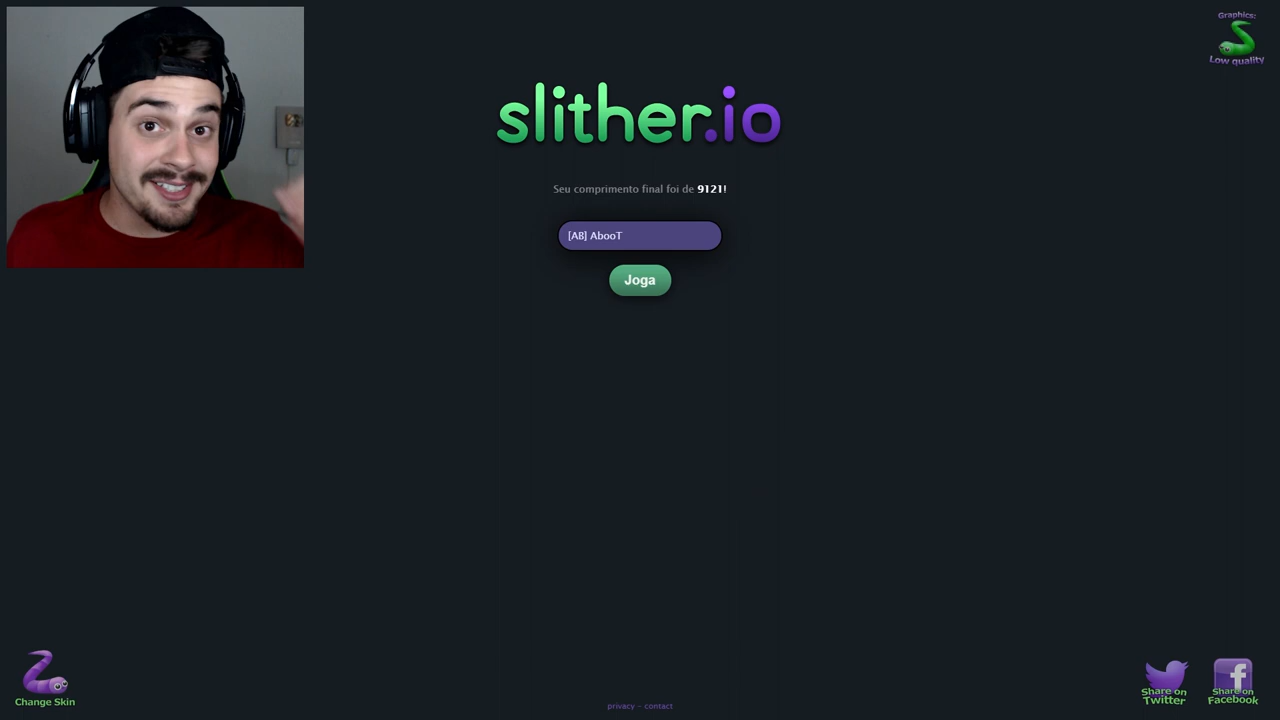 Graphics:
Low quality
slither.io
Seu comprimento final foi de 9121!
[AB] AbooT
Joga
Change Skin
privacy - contact
Share on
Twitter
Share on
Facebook